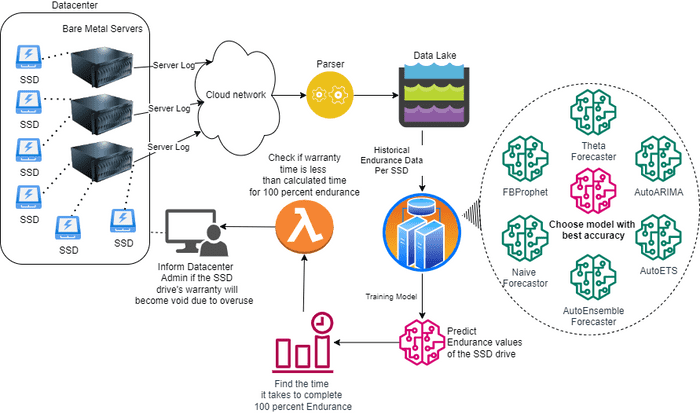 Datacenter
Bare Metal Servers
SSD
SSD
SSD
SSD
SSD
SSD
Server Log
Server Log
Server Log
Cloud network
Parser
Data Lake
Historical
Endurance Data
Per SSD
Theta
Forecaster
FBProphet
AutoARIMA
Choose model with
best accuracy
Naive
Forecastor
AutoETS
AutoEnsemble
Forecaster
Training Model
Predict
Endurance values
of the SSD drive
Find the time
it takes to complete
100 percent Endurance
Check if warranty
time is less
than calculated time
for 100 percent endurance
Inform Datacenter
Admin if the SSD
drive's warranty will
become void due to overuse